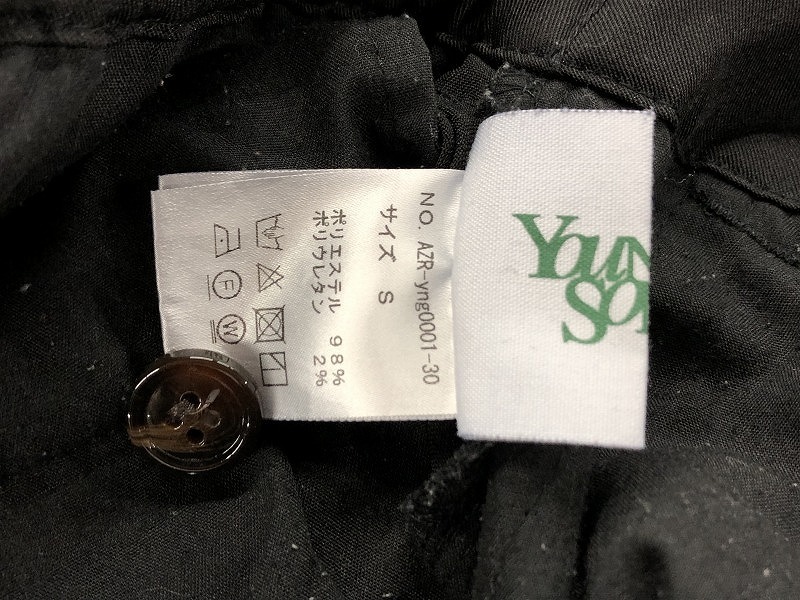 NO. AZR-yng0001-30
サイズ S
ポリエステル 98%
ポリウレタン 2%
F
W
YOUN
SO